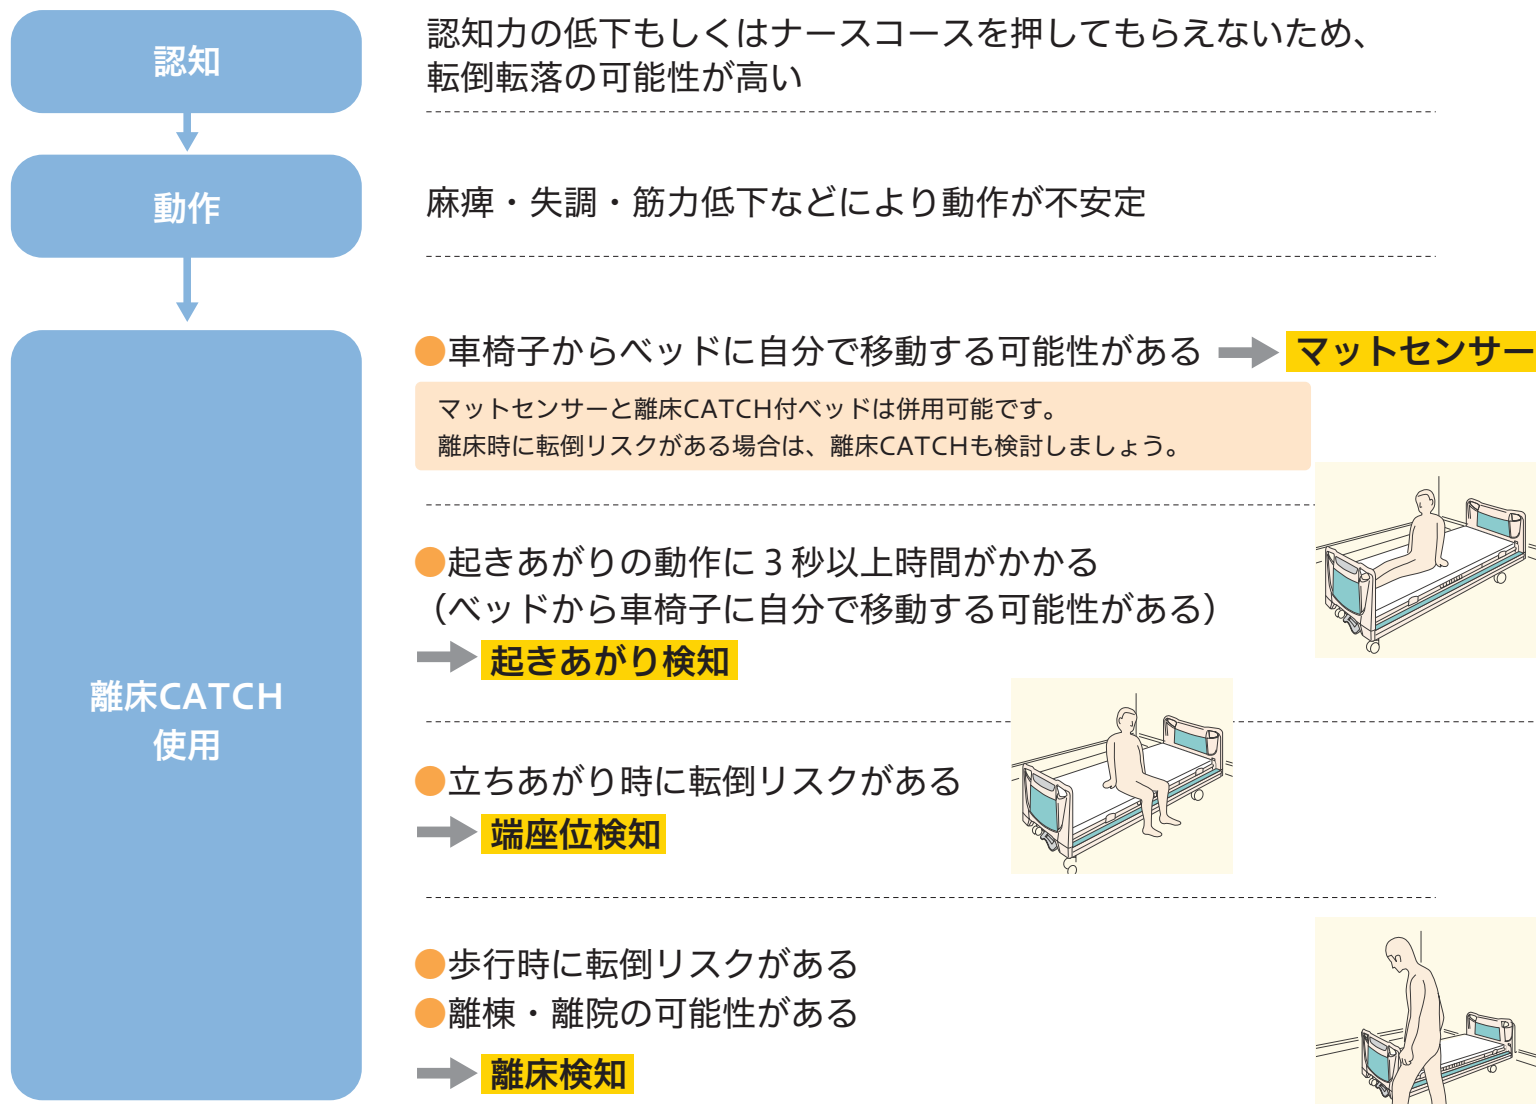 認知
認知力の低下もしくはナースコースを押してもらえないため、
転倒転落の可能性が高い
動作
麻痺・失調・筋力低下などにより動作が不安定
離床CATCH
使用
●車椅子からベッドに自分で移動する可能性がある
マットセンサー
マットセンサーと離床CATCH付ベッドは併用可能です。
離床時に転倒リスクがある場合は、離床CATCHも検討しましょう。
●起きあがりの動作に３秒以上時間がかかる
（ベッドから車椅子に自分で移動する可能性がある）
起きあがり検知
●立ちあがり時に転倒リスクがある
端座位検知
●歩行時に転倒リスクがある
●離棟・離院の可能性がある
離床検知